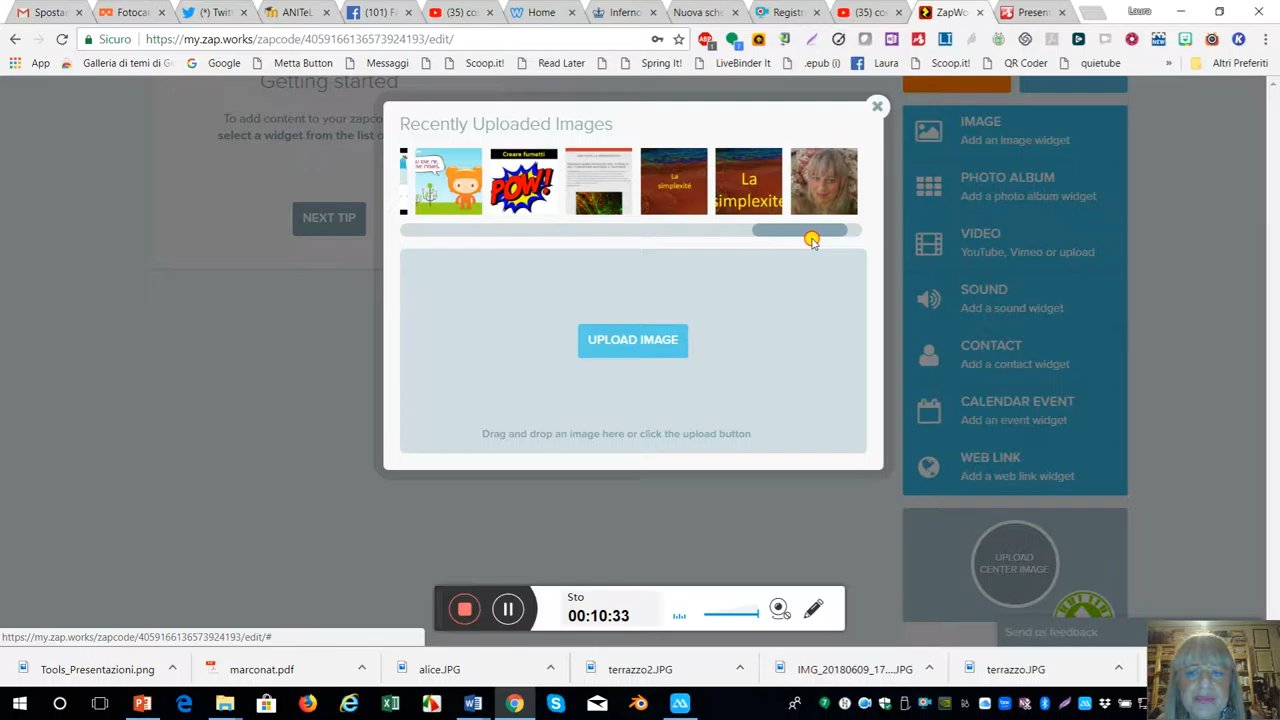 Spostar
Fotocar
(*) Twitt
ANITeL
(101) Fa
(35) cos
Home
Inferno
Nuova sche
Registr
(35) cos
ZapWo
Present
Laura
Sicuro
https://my.zap.works/zapcode/4059166136573924193/edit/
App
Galleria di temi di G
Google
Metta Button
Messaggi
Scoop.it!
Read Later
Spring It!
LiveBinder It
.epub (i)
Laura
Scoop.it!
QR Coder
quietube
»
Altri Preferiti
Getting started
To add content to your zapco
select a widget from the list o
NEXT TIP
Recently Uploaded Images
Creare fumetti
POW!
La
simplexité
La
simplexité
UPLOAD IMAGE
Drag and drop an image here or click the upload button
IMAGE
Add an image widget
PHOTO ALBUM
Add a photo album widget
VIDEO
YouTube, Vimeo or upload
SOUND
Add a sound widget
CONTACT
Add a contact widget
CALENDAR EVENT
Add an event widget
WEB LINK
Add a web link widget
UPLOAD
CENTER IMAGE
Send us feedback
Sto
00:10:33
https://my.zap.works/zapcode/4059166136573924193/edit/#
Tools_Presentazioni.png
marconat.pdf
alice.JPG
terrazzo2.JPG
IMG_20180609_17....JPG
terrazzo.JPG